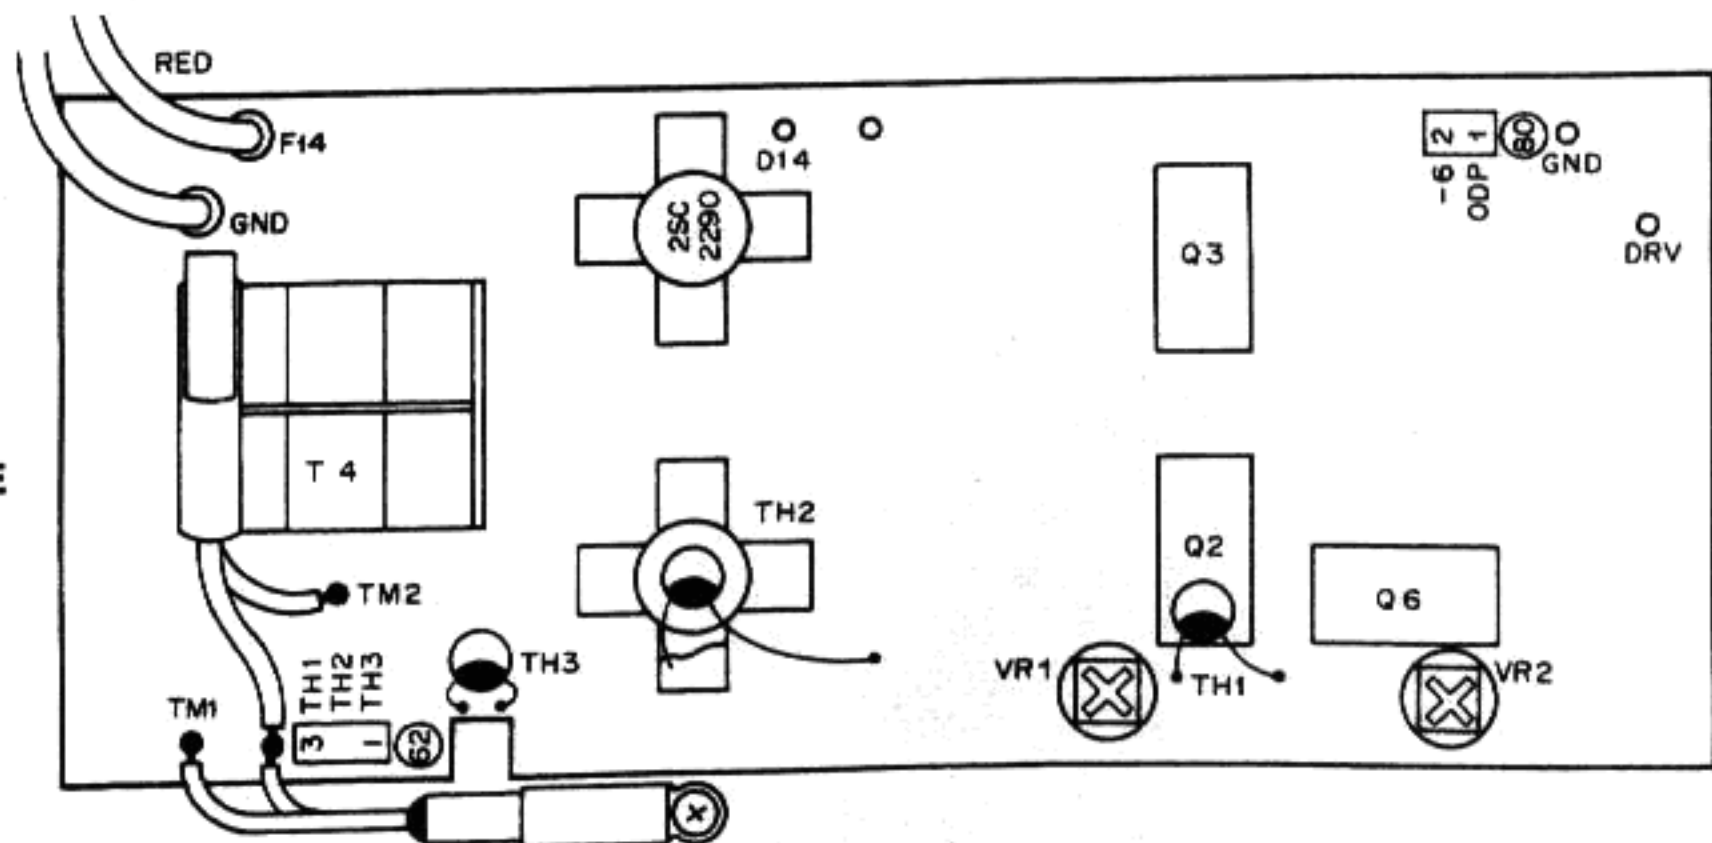 RED
F14
GND
D14
2SC
2290
2 1
80
GND
-6
ODP
DRV
Q3
T 4
TH2
Q2
Q6
TM2
TH3
TH1
TH2
TH3
VR1
TH1
VR2
TM1
3 1
62